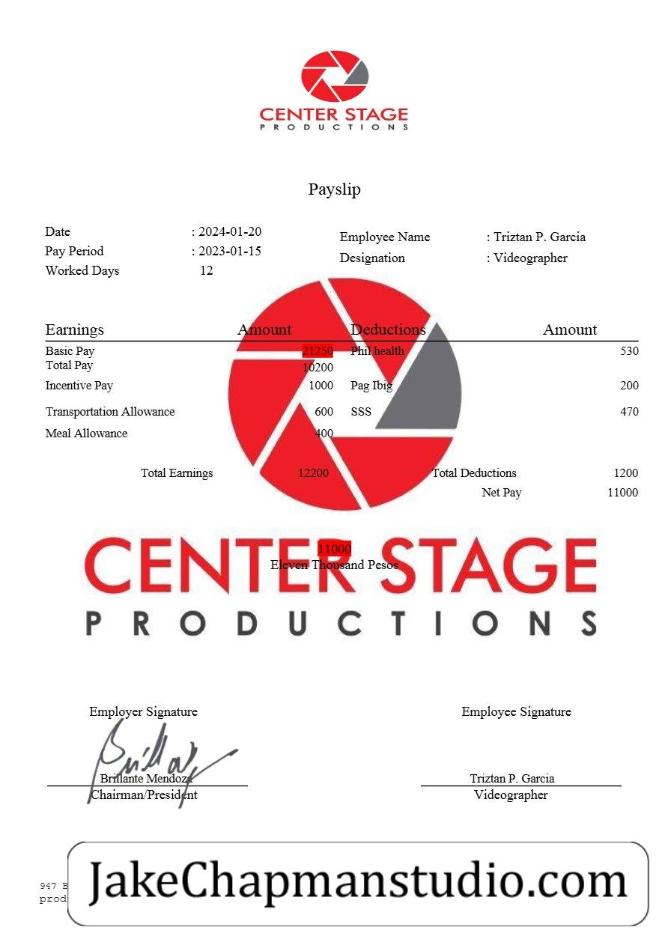 CENTER STAGE
PRODUCTIONS
Payslip
Date : 2024-01-20
Pay Period : 2023-01-15
Worked Days 12
Employee Name : Triztan P. Garcia
Designation : Videographer
Earnings Amount Deductions Amount
Basic Pay 21250 Phil health 530
Total Pay 10200
Incentive Pay 1000 Pag Ibig 200
Transportation Allowance 600 SSS 470
Meal Allowance 400
Total Earnings 12200 Total Deductions 1200
Net Pay 11000
11000
Eleven Thousand Pesos
CENTER STAGE
PRODUCTIONS
Employer Signature Employee Signature
Brillante Mendoza Triztan P. Garcia
Chairman/President Videographer
947
JakeChapmanstudio.com